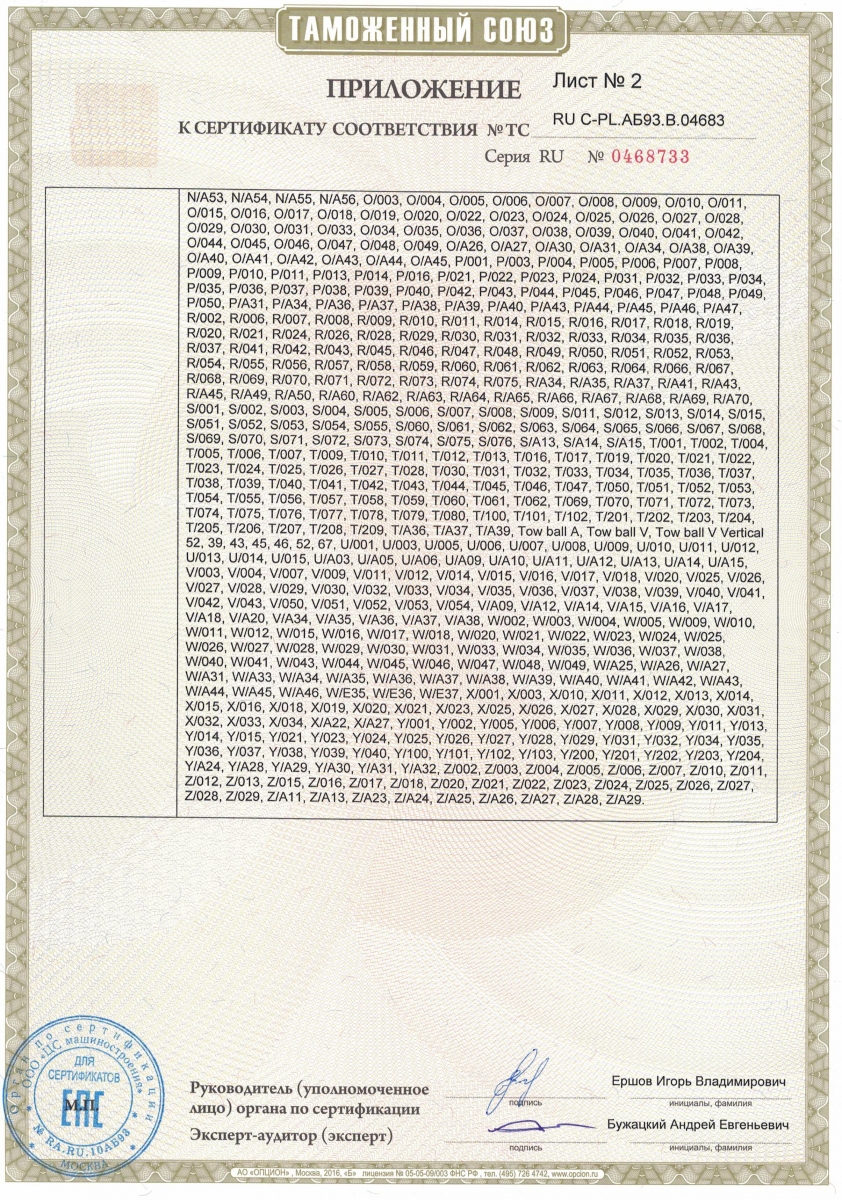 ТАМОЖЕННЫЙ СОЮЗ
ПРИЛОЖЕНИЕ Лист № 2
К СЕРТИФИКАТУ СООТВЕТСТВИЯ № ТС RU C-PL.АБ93.В.04683
Серия RU № 0468733
N/A53, N/A54, N/A55, N/A56, O/003, O/004, O/005, O/006, O/007, O/008, O/009, O/010, O/011,
O/015, O/016, O/017, O/018, O/019, O/020, O/022, O/023, O/024, O/025, O/026, O/027, O/028,
O/029, O/030, O/031, O/033, O/034, O/035, O/036, O/037, O/038, O/039, O/040, O/041, O/042,
O/044, O/045, O/046, O/047, O/048, O/049, O/A26, O/A27, O/A30, O/A31, O/A34, O/A38, O/A39,
O/A40, O/A41, O/A42, O/A43, O/A44, O/A45, P/001, P/003, P/004, P/005, P/006, P/007, P/008,
P/009, P/010, P/011, P/013, P/014, P/016, P/021, P/022, P/023, P/024, P/031, P/032, P/033, P/034,
P/035, P/036, P/037, P/038, P/039, P/040, P/042, P/043, P/044, P/045, P/046, P/047, P/048, P/049,
P/050, P/A31, P/A34, P/A36, P/A37, P/A38, P/A39, P/A40, P/A43, P/A44, P/A45, P/A46, P/A47,
R/002, R/006, R/007, R/008, R/009, R/010, R/011, R/014, R/015, R/016, R/017, R/018, R/019,
R/020, R/021, R/024, R/026, R/028, R/029, R/030, R/031, R/032, R/033, R/034, R/035, R/036,
R/037, R/041, R/042, R/043, R/045, R/046, R/047, R/048, R/049, R/050, R/051, R/052, R/053,
R/054, R/055, R/056, R/057, R/058, R/059, R/060, R/061, R/062, R/063, R/064, R/066, R/067,
R/068, R/069, R/070, R/071, R/072, R/073, R/074, R/075, R/A34, R/A35, R/A37, R/A41, R/A43,
R/A45, R/A49, R/A50, R/A60, R/A62, R/A63, R/A64, R/A65, R/A66, R/A67, R/A68, R/A69, R/A70,
S/001, S/002, S/003, S/004, S/005, S/006, S/007, S/008, S/009, S/011, S/012, S/013, S/014, S/015,
S/051, S/052, S/053, S/054, S/055, S/060, S/061, S/062, S/063, S/064, S/065, S/066, S/067, S/068,
S/069, S/070, S/071, S/072, S/073, S/074, S/075, S/076, S/A13, S/A14, S/A15, T/001, T/002, T/004,
T/005, T/006, T/007, T/009, T/010, T/011, T/012, T/013, T/016, T/017, T/019, T/020, T/021, T/022,
T/023, T/024, T/025, T/026, T/027, T/028, T/030, T/031, T/032, T/033, T/034, T/035, T/036, T/037,
T/038, T/039, T/040, T/041, T/042, T/043, T/044, T/045, T/046, T/047, T/050, T/051, T/052, T/053,
T/054, T/055, T/056, T/057, T/058, T/059, T/060, T/061, T/062, T/069, T/070, T/071, T/072, T/073,
T/074, T/075, T/076, T/077, T/078, T/079, T/080, T/100, T/101, T/102, T/201, T/202, T/203, T/204,
T/205, T/206, T/207, T/208, T/209, T/A36, T/A37, T/A39, Tow ball A, Tow ball V, Tow ball V Vertical
52, 39, 43, 45, 46, 52, 67, U/001, U/003, U/005, U/006, U/007, U/008, U/009, U/010, U/011, U/012,
U/013, U/014, U/015, U/A03, U/A05, U/A06, U/A09, U/A10, U/A11, U/A12, U/A13, U/A14, U/A15,
V/003, V/004, V/007, V/009, V/011, V/012, V/014, V/015, V/016, V/017, V/018, V/020, V/025, V/026,
V/027, V/028, V/029, V/030, V/032, V/033, V/034, V/035, V/036, V/037, V/038, V/039, V/040, V/041,
V/042, V/043, V/050, V/051, V/052, V/053, V/054, V/A09, V/A12, V/A14, V/A15, V/A16, V/A17,
V/A18, V/A20, V/A34, V/A35, V/A36, V/A37, V/A38, W/002, W/003, W/004, W/005, W/009, W/010,
W/011, W/012, W/015, W/016, W/017, W/018, W/020, W/021, W/022, W/023, W/024, W/025,
W/026, W/027, W/028, W/029, W/030, W/031, W/033, W/034, W/035, W/036, W/037, W/038,
W/040, W/041, W/043, W/044, W/045, W/046, W/047, W/048, W/049, W/A25, W/A26, W/A27,
W/A31, W/A33, W/A34, W/A35, W/A36, W/A37, W/A38, W/A39, W/A40, W/A41, W/A42, W/A43,
W/A44, W/A45, W/A46, W/E35, W/E36, W/E37, X/001, X/003, X/010, X/011, X/012, X/013, X/014,
X/015, X/016, X/018, X/019, X/020, X/021, X/023, X/025, X/026, X/027, X/028, X/029, X/030, X/031,
X/032, X/033, X/034, X/A22, X/A27, Y/001, Y/002, Y/005, Y/006, Y/007, Y/008, Y/009, Y/011, Y/013,
Y/014, Y/015, Y/021, Y/023, Y/024, Y/025, Y/026, Y/027, Y/028, Y/029, Y/031, Y/032, Y/034, Y/035,
Y/036, Y/037, Y/038, Y/039, Y/040, Y/100, Y/101, Y/102, Y/103, Y/200, Y/201, Y/202, Y/203, Y/204,
Y/A24, Y/A28, Y/A29, Y/A30, Y/A31, Y/A32, Z/002, Z/003, Z/004, Z/005, Z/006, Z/007, Z/010, Z/011,
Z/012, Z/013, Z/015, Z/016, Z/017, Z/018, Z/020, Z/021, Z/022, Z/023, Z/024, Z/025, Z/026, Z/027,
Z/028, Z/029, Z/A11, Z/A13, Z/A23, Z/A24, Z/A25, Z/A26, Z/A27, Z/A28, Z/A29.
Орган по сертификации
ООО «ЦС машиностроения»
ДЛЯ
СЕРТИФИКАТОВ
М.П.
ЕАС
№ RA.RU.10АБ93
МОСКВА
Руководитель (уполномоченное
лицо) органа по сертификации
подпись
Ершов Игорь Владимирович
инициалы, фамилия
Эксперт-аудитор (эксперт)
подпись
Бужацкий Андрей Евгеньевич
инициалы, фамилия
АО «ОПЦИОН», Москва, 2016, «Б» лицензия № 05-05-09/003 ФНС РФ, тел. (495) 726 4742, www.opcion.ru